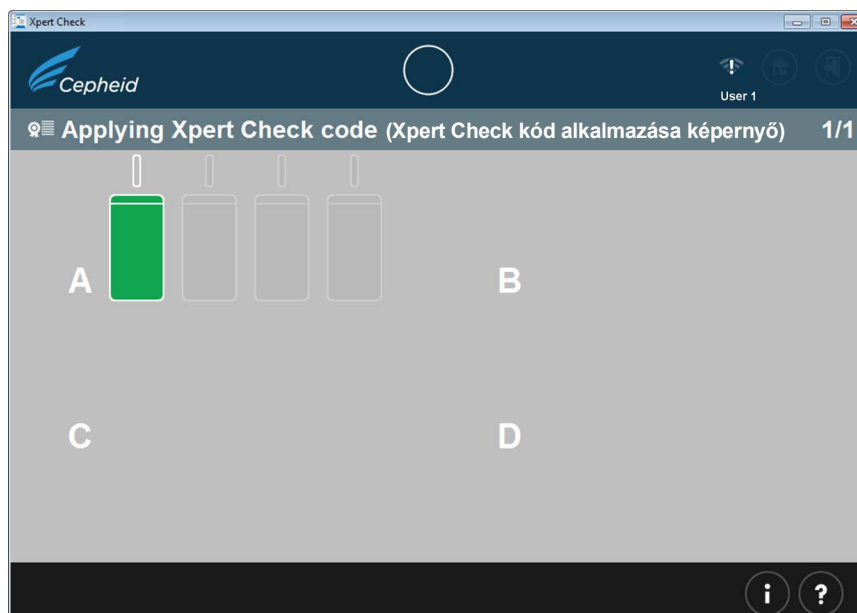 Xpert Check
Cepheid
User 1
Applying Xpert Check code (Xpert Check kód alkalmazása képernyő) 1/1
A
B
C
D
i ?